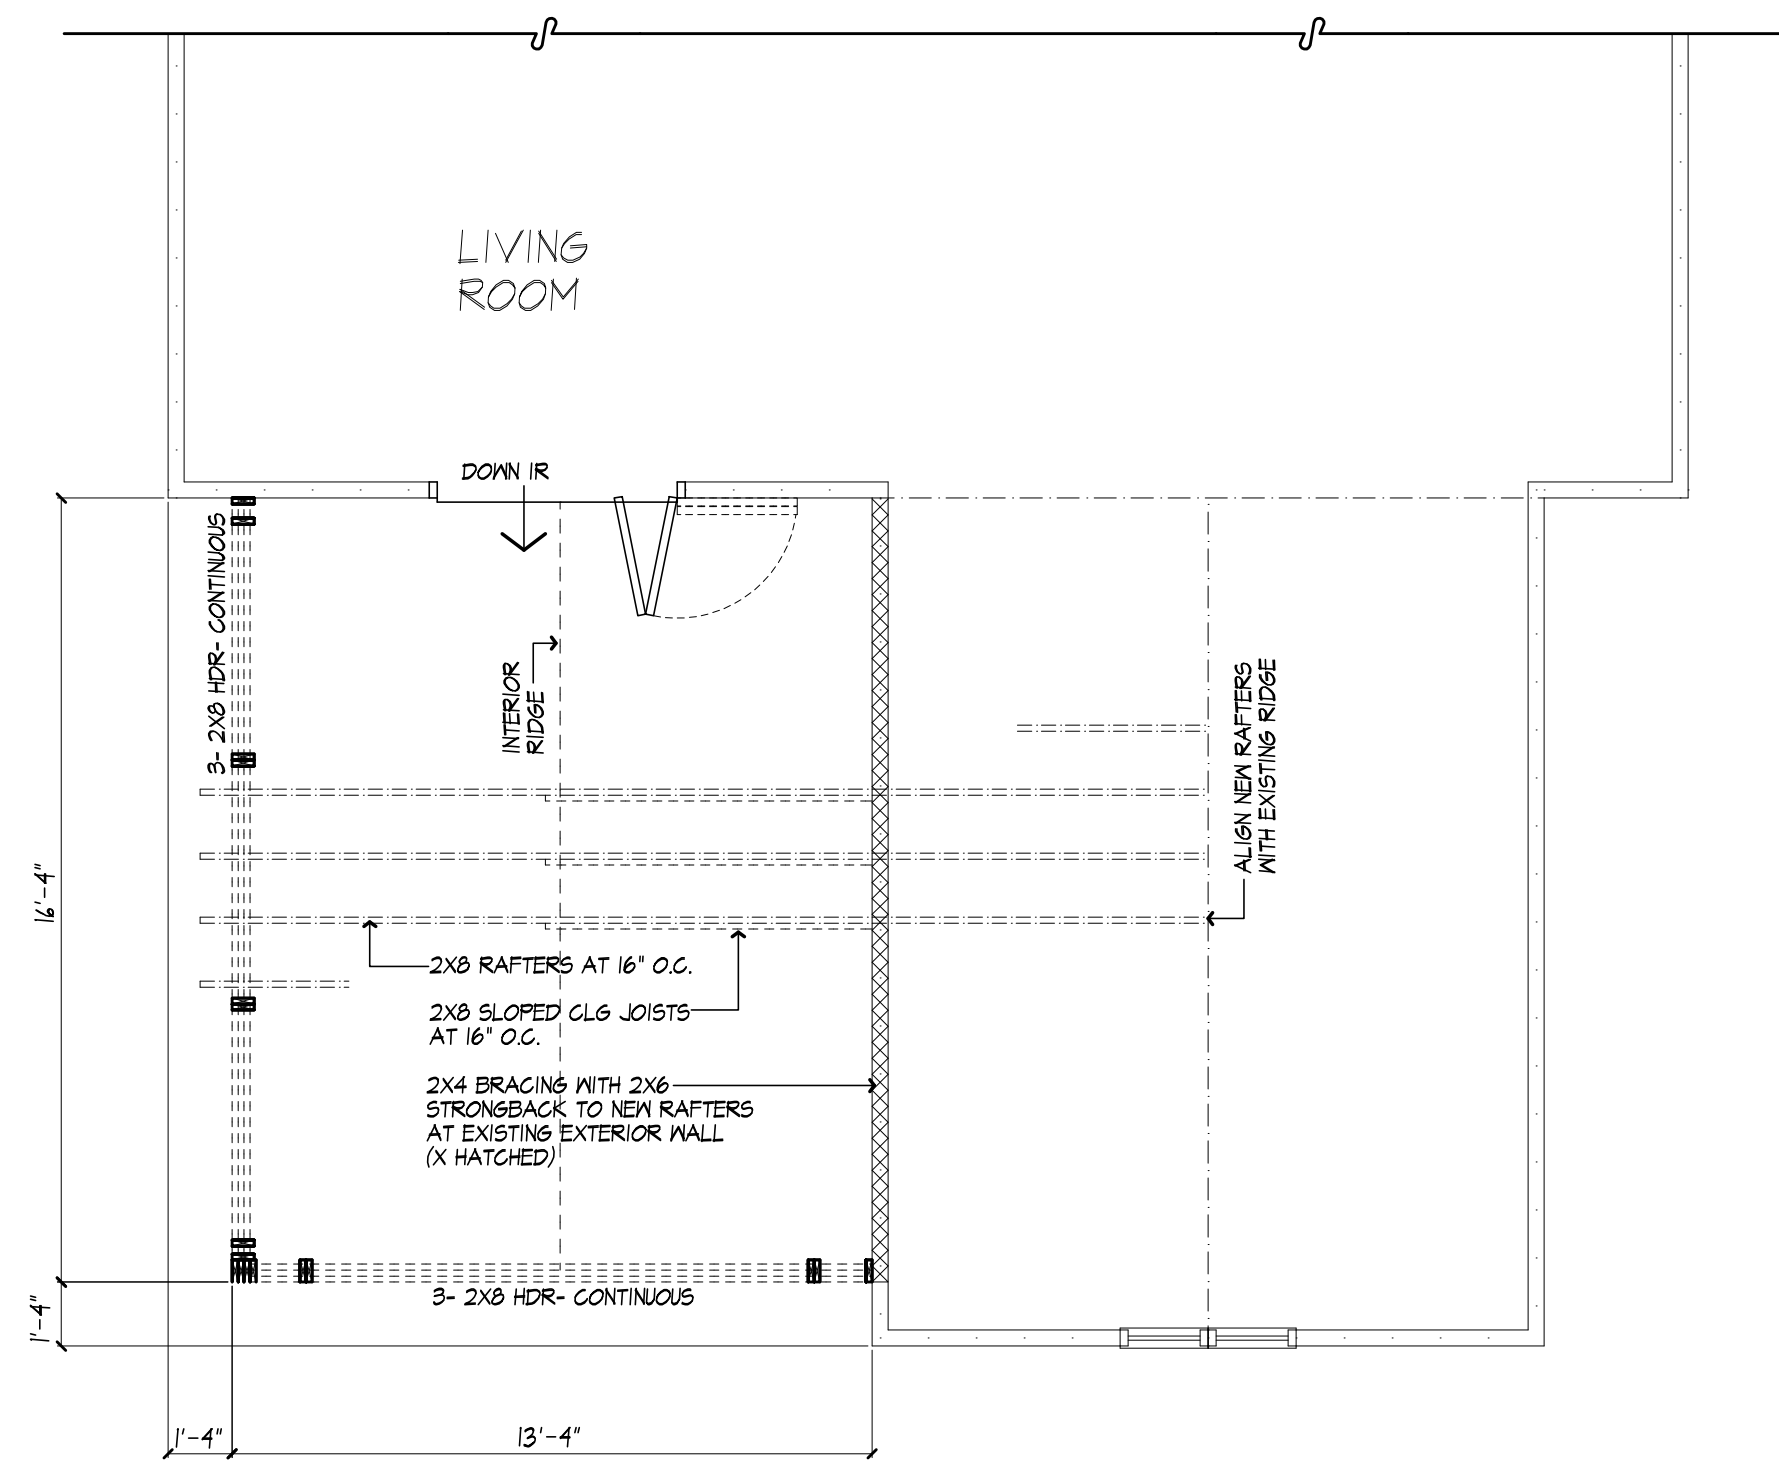 LIVING
ROOM
DOWN 1R
3- 2X8 HDR- CONTINUOUS
INTERIOR
RIDGE
ALIGN NEW RAFTERS
WITH EXISTING RIDGE
16'-4"
2X8 RAFTERS AT 16" O.C.
2X8 SLOPED CLG JOISTS
AT 16" O.C.
2X4 BRACING WITH 2X6
STRONGBACK TO NEW RAFTERS
AT EXISTING EXTERIOR WALL
(X HATCHED)
3- 2X8 HDR- CONTINUOUS
1'-4"
1'-4"
13'-4"